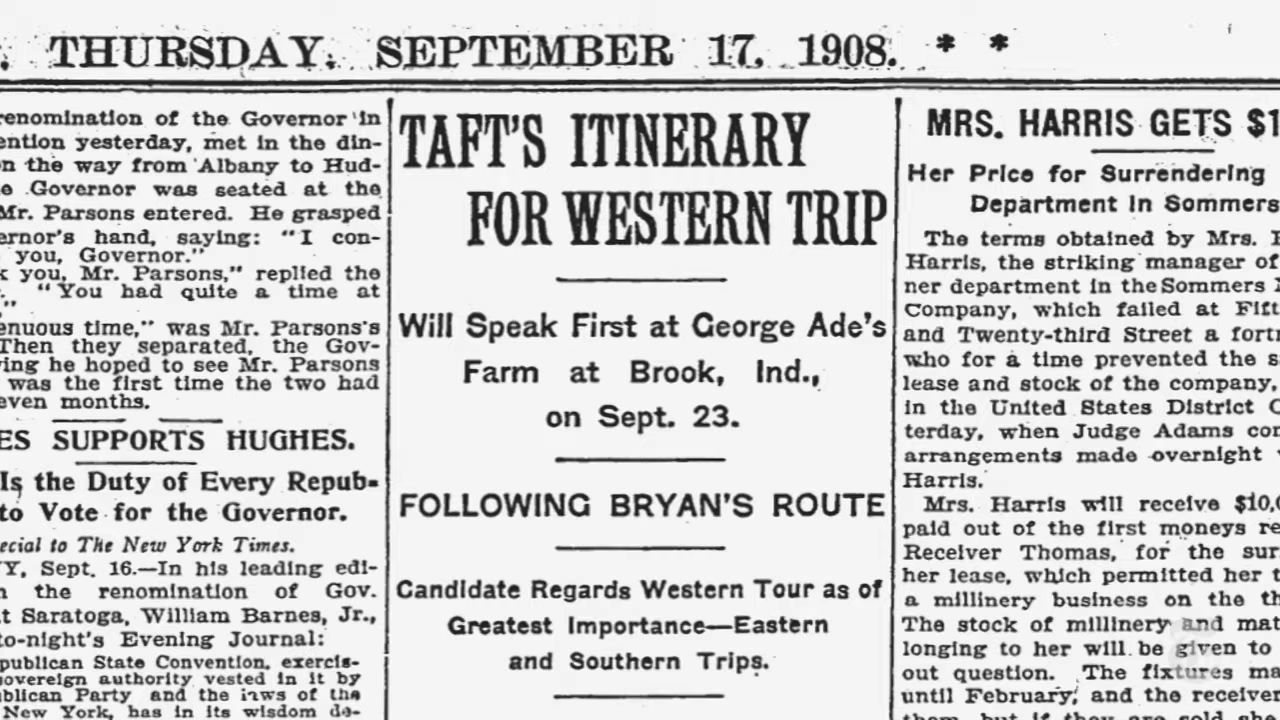 THURSDAY, SEPTEMBER 17, 1908. * *
renomination of the Governor in
ention yesterday, met in the din-
n the way from Albany to Hud-
e Governor was seated at the
Mr. Parsons entered. He grasped
ernor's hand, saying: "I con-
you, Governor."
k you, Mr. Parsons," replied the
"You had quite a time at
enuous time," was Mr. Parsons's
Then they separated, the Gov-
ing he hoped to see Mr. Parsons
was the first time the two had
even months.
ES SUPPORTS HUGHES.
Is the Duty of Every Repub-
to Vote for the Governor.
ecial to The New York Times.
Y, Sept. 16.—In his leading edi-
n the renomination of Gov.
t Saratoga, William Barnes, Jr.,
to-night's Evening Journal:
publican State Convention, exercis-
overeign authority vested in it by
ublican Party and the laws of the
New York, has in its wisdom de-
TAFT'S ITINERARY
FOR WESTERN TRIP
Will Speak First at George Ade's
Farm at Brook, Ind.,
on Sept. 23.
FOLLOWING BRYAN'S ROUTE
Candidate Regards Western Tour as of
Greatest Importance—Eastern
and Southern Trips.
MRS. HARRIS GETS $1
Her Price for Surrendering
Department in Sommers
The terms obtained by Mrs.
Harris, the striking manager of
ner department in the Sommers
Company, which failed at Fift
and Twenty-third Street a fort
who for a time prevented the s
lease and stock of the company,
in the United States District C
terday, when Judge Adams con
arrangements made overnight
Harris.
Mrs. Harris will receive $10,0
paid out of the first moneys re
Receiver Thomas, for the sur
her lease, which permitted her t
a millinery business on the th
The stock of millinery and mat
longing to her will be given to
out question. The fixtures ma
until February, and the receiver
them, but if they are sold she